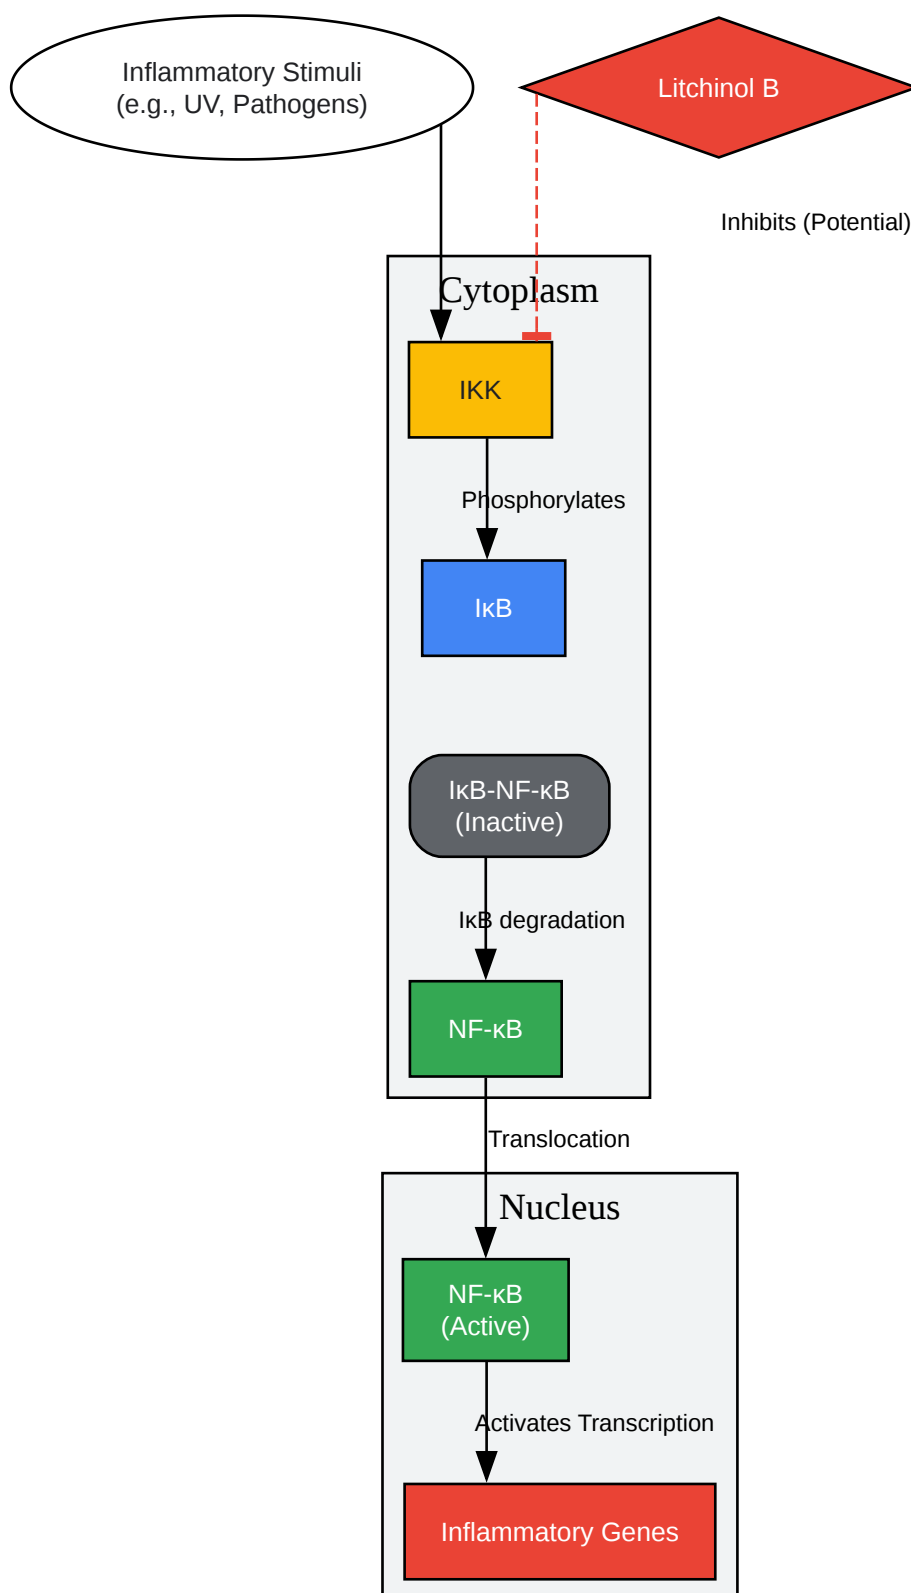 Inflammatory Stimuli
(e.g., UV, Pathogens)
Litchinol B
Inhibits (Potential)
Cytoplasm
IKK
Phosphorylates
IκB
IκB-NF-κB
(Inactive)
IκB degradation
NF-κB
Translocation
Nucleus
NF-κB
(Active)
Activates Transcription
Inflammatory Genes